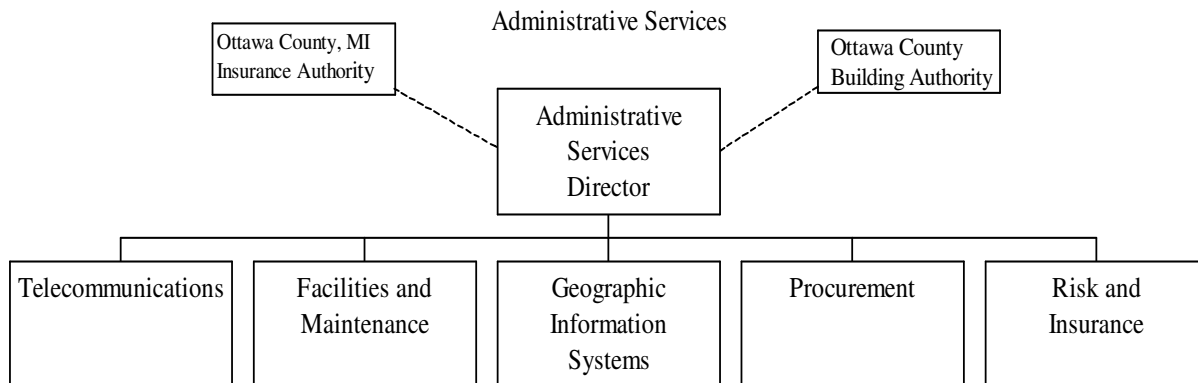 Administrative Services
Ottawa County, MI
Insurance Authority
Ottawa County
Building Authority
Administrative
Services
Director
Telecommunications
Facilities and
Maintenance
Geographic
Information
Systems
Procurement
Risk and
Insurance